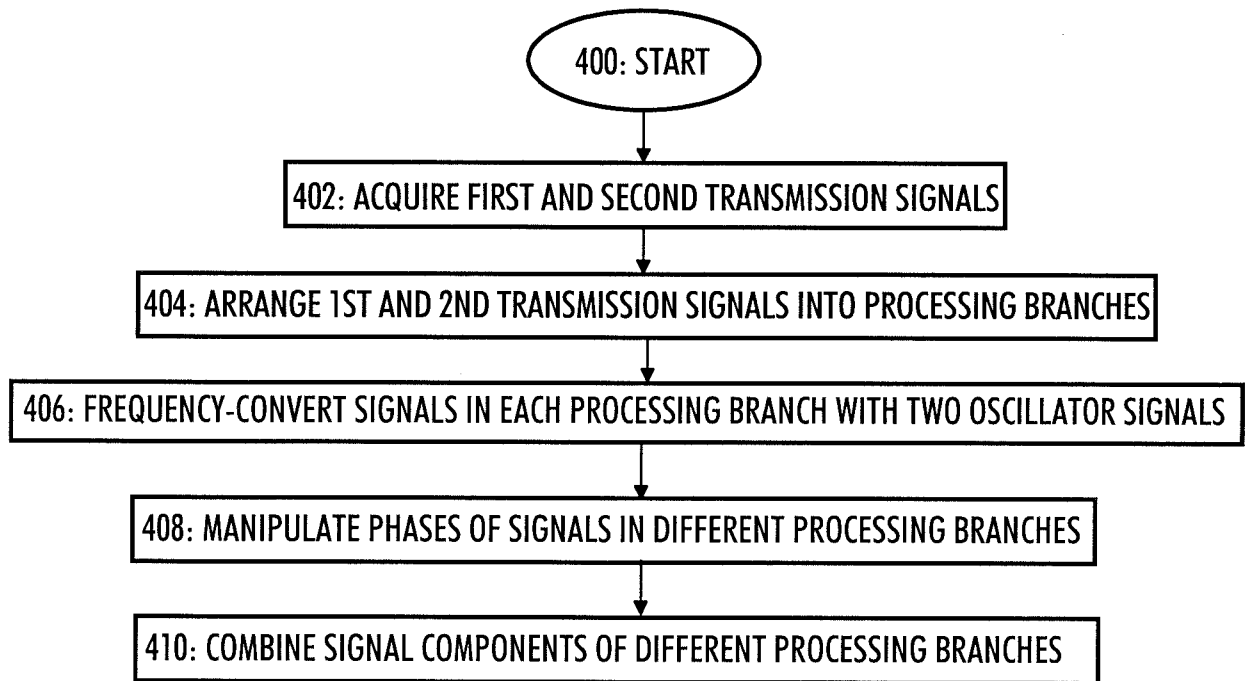 400: START
402: ACQUIRE FIRST AND SECOND TRANSMISSION SIGNALS
404: ARRANGE 1ST AND 2ND TRANSMISSION SIGNALS INTO PROCESSING BRANCHES
406: FREQUENCY-CONVERT SIGNALS IN EACH PROCESSING BRANCH WITH TWO OSCILLATOR SIGNALS
408: MANIPULATE PHASES OF SIGNALS IN DIFFERENT PROCESSING BRANCHES
410: COMBINE SIGNAL COMPONENTS OF DIFFERENT PROCESSING BRANCHES